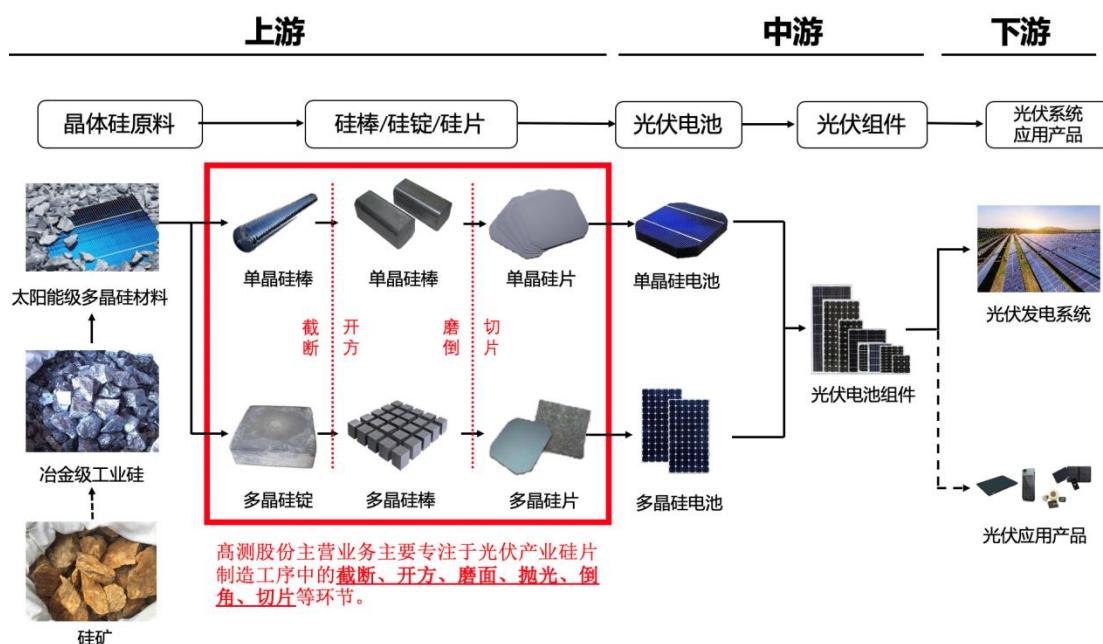 上游
中游
下游
晶体硅原料
硅棒/硅锭/硅片
光伏电池
光伏组件
光伏系统
应用产品
太阳能级多晶硅材料
单晶硅棒
单晶硅棒
单晶硅片
单晶硅电池
光伏发电系统
截断
开方
磨倒
切片
冶金级工业硅
多晶硅锭
多晶硅棒
多晶硅片
多晶硅电池
光伏电池组件
光伏应用产品
硅矿
高测股份主营业务主要专注于光伏产业硅片
制造工序中的截断、开方、磨面、抛光、倒
角、切片等环节。